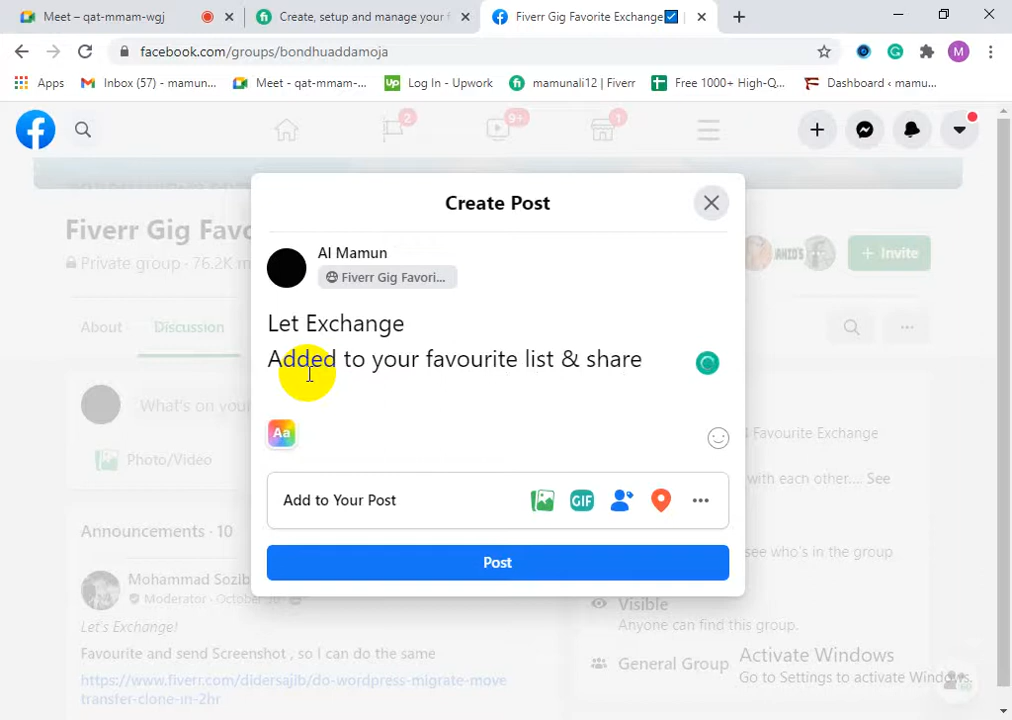 Meet – qat-mmam-wgj
Create, setup and manage your f
Fiverr Gig Favorite Exchange
facebook.com/groups/bondhuaddamoja
M
Apps
Inbox (57) - mamun...
Meet - qat-mmam-...
Up
Log In - Upwork
fi
mamunali12 | Fiverr
Free 1000+ High-Q...
Dashboard ‹ mamu...
2
9+
1
Create Post
Fiverr Gig Favo
Private group · 76.2K m
Invite
Al Mamun
Fiverr Gig Favori...
About
Discussion
Let Exchange
Added to your favourite list & share
What's on you
Photo/Video
Aa
Favourite Exchange
with each other.... See
Add to Your Post
GIF
Announcements · 10
see who's in the group
Post
Mohammad Sozib
Moderator · October
Visible
Anyone can find this group.
Let's Exchange!
Favourite and send Screenshot , so I can do the same
General Group
Activate Windows
Go to Settings to activate Windows.
https://www.fiverr.com/didersajib/do-wordpress-migrate-move
transfer-clone-in-2hr